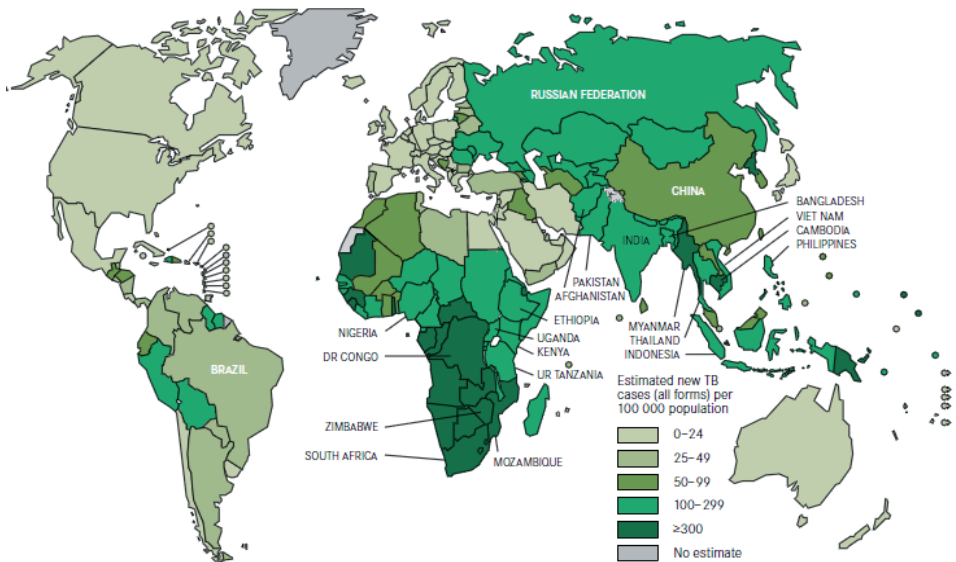 RUSSIAN FEDERATION
CHINA
BANGLADESH
VIET NAM
CAMBODIA
PHILIPPINES
INDIA
PAKISTAN
AFGHANISTAN
NIGERIA
ETHIOPIA
UGANDA
KENYA
DR CONGO
UR TANZANIA
MYANMAR
THAILAND
INDONESIA
BRAZIL
ZIMBABWE
SOUTH AFRICA
MOZAMBIQUE
Estimated new TB
cases (all forms) per
100 000 population
0–24
25–49
50–99
100–299
≥300
No estimate